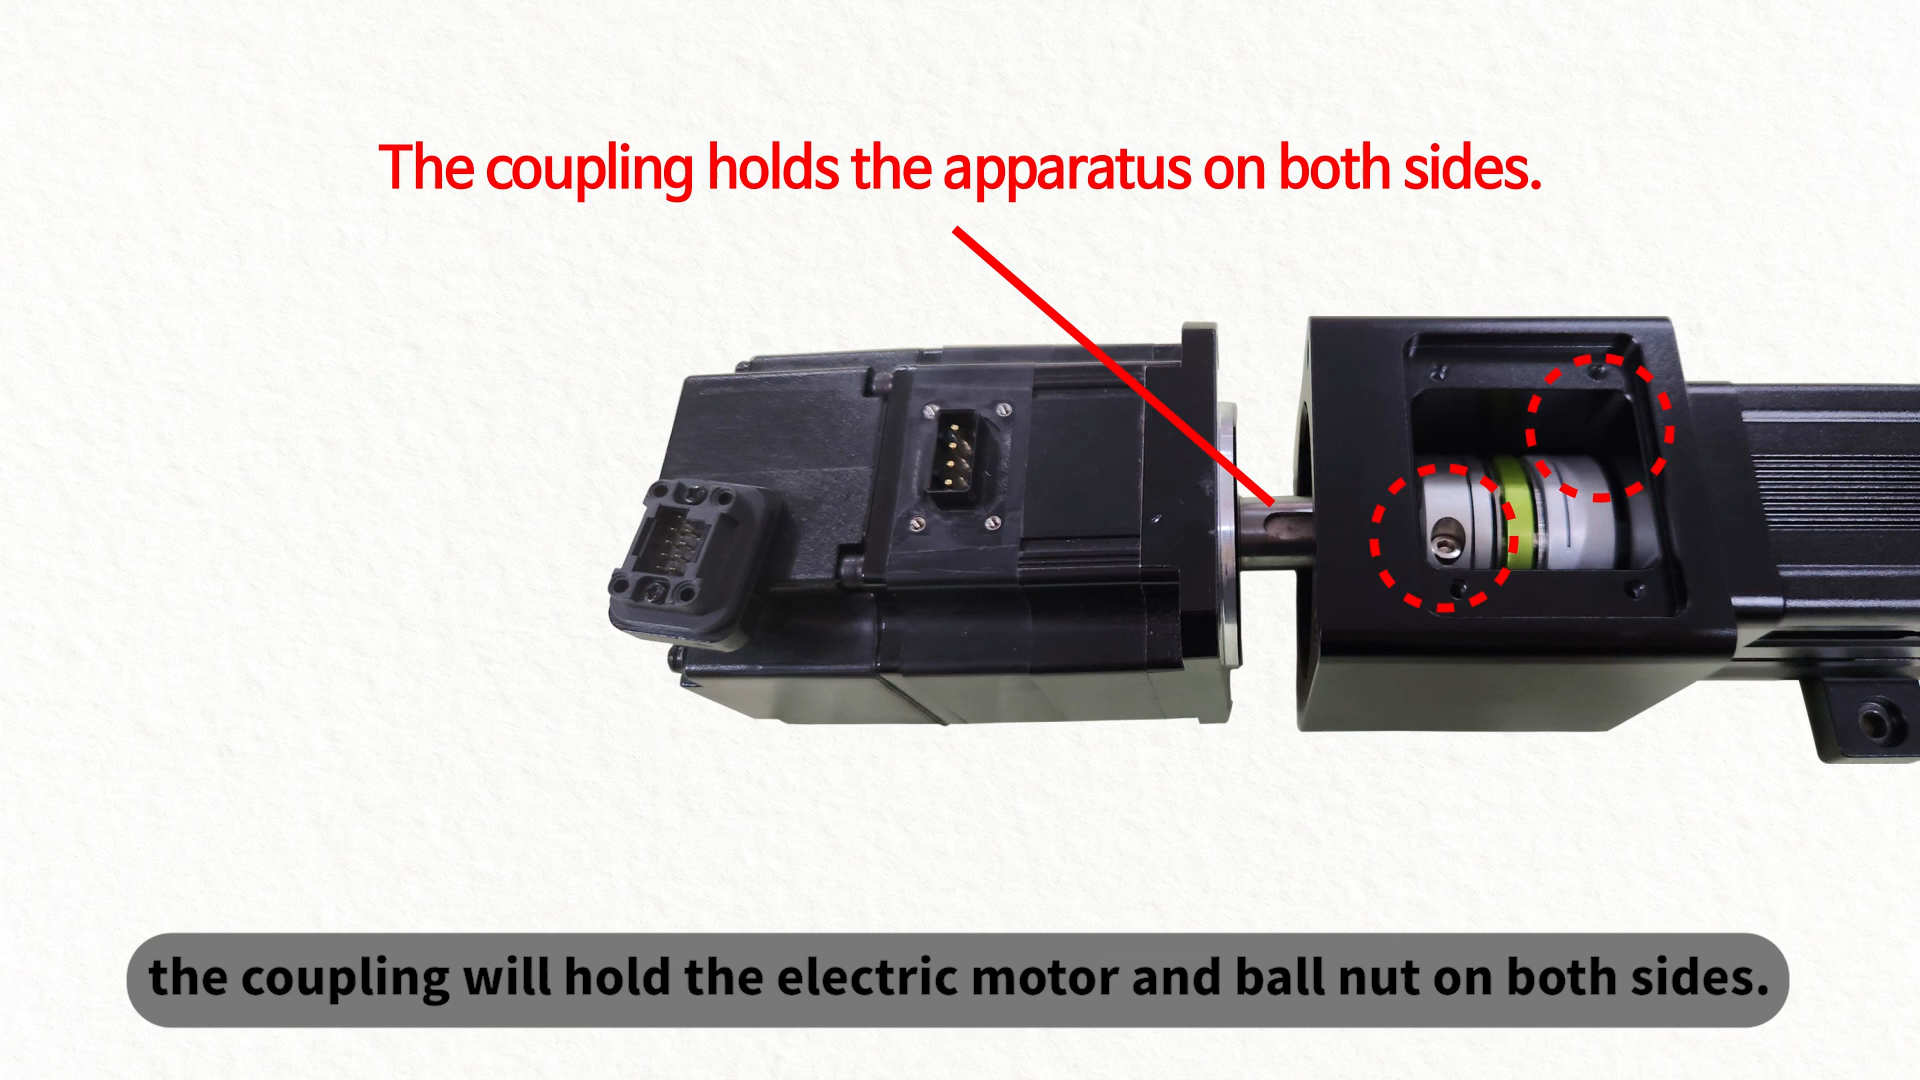 The coupling holds the apparatus on both sides.
the coupling will hold the electric motor and ball nut on both sides.